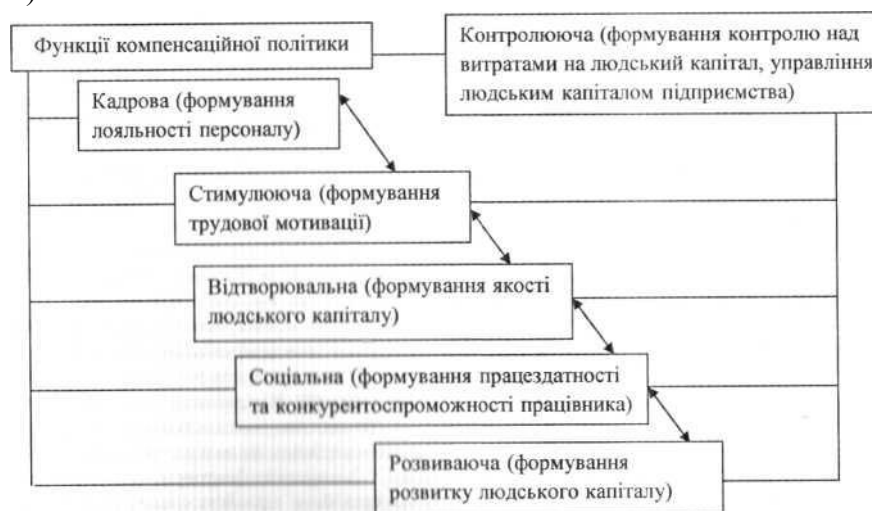 )
Функції компенсаційної політики
Контролююча (формування контролю над
витратами на людський капітал, управління
людським капіталом підприємства)
Кадрова (формування
лояльності персоналу)
Стимулююча (формування
трудової мотивації)
Відтворювальна (формування якості
людського капіталу)
Соціальна (формування працездатності
та конкурентоспроможності працівника)
Розвиваюча (формування
розвитку людського капіталу)